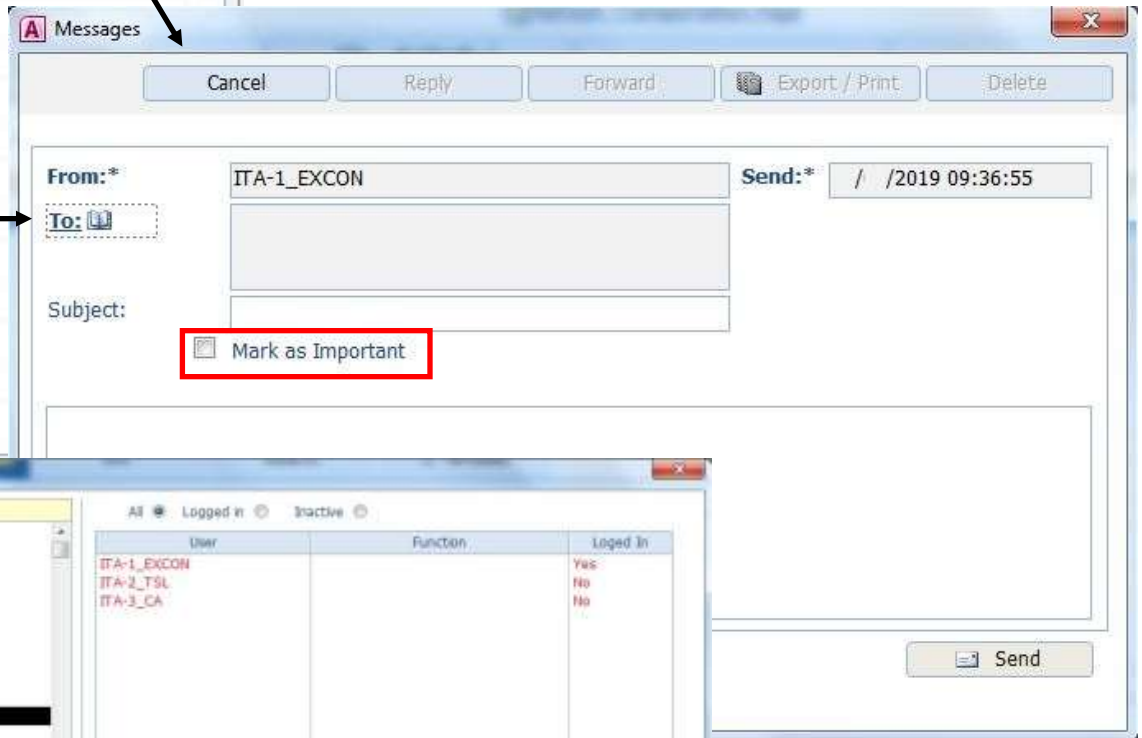 Messages
Cancel Reply Forward Export / Print Delete
From:* ITA-1_EXCON Send:* / /2019 09:36:55
To:
Subject:
Mark as Important
All Logged in Inactive
User Function Loged In
ITA-1_EXCON Yes
ITA-2_TSL No
ITA-3_CA No
Send